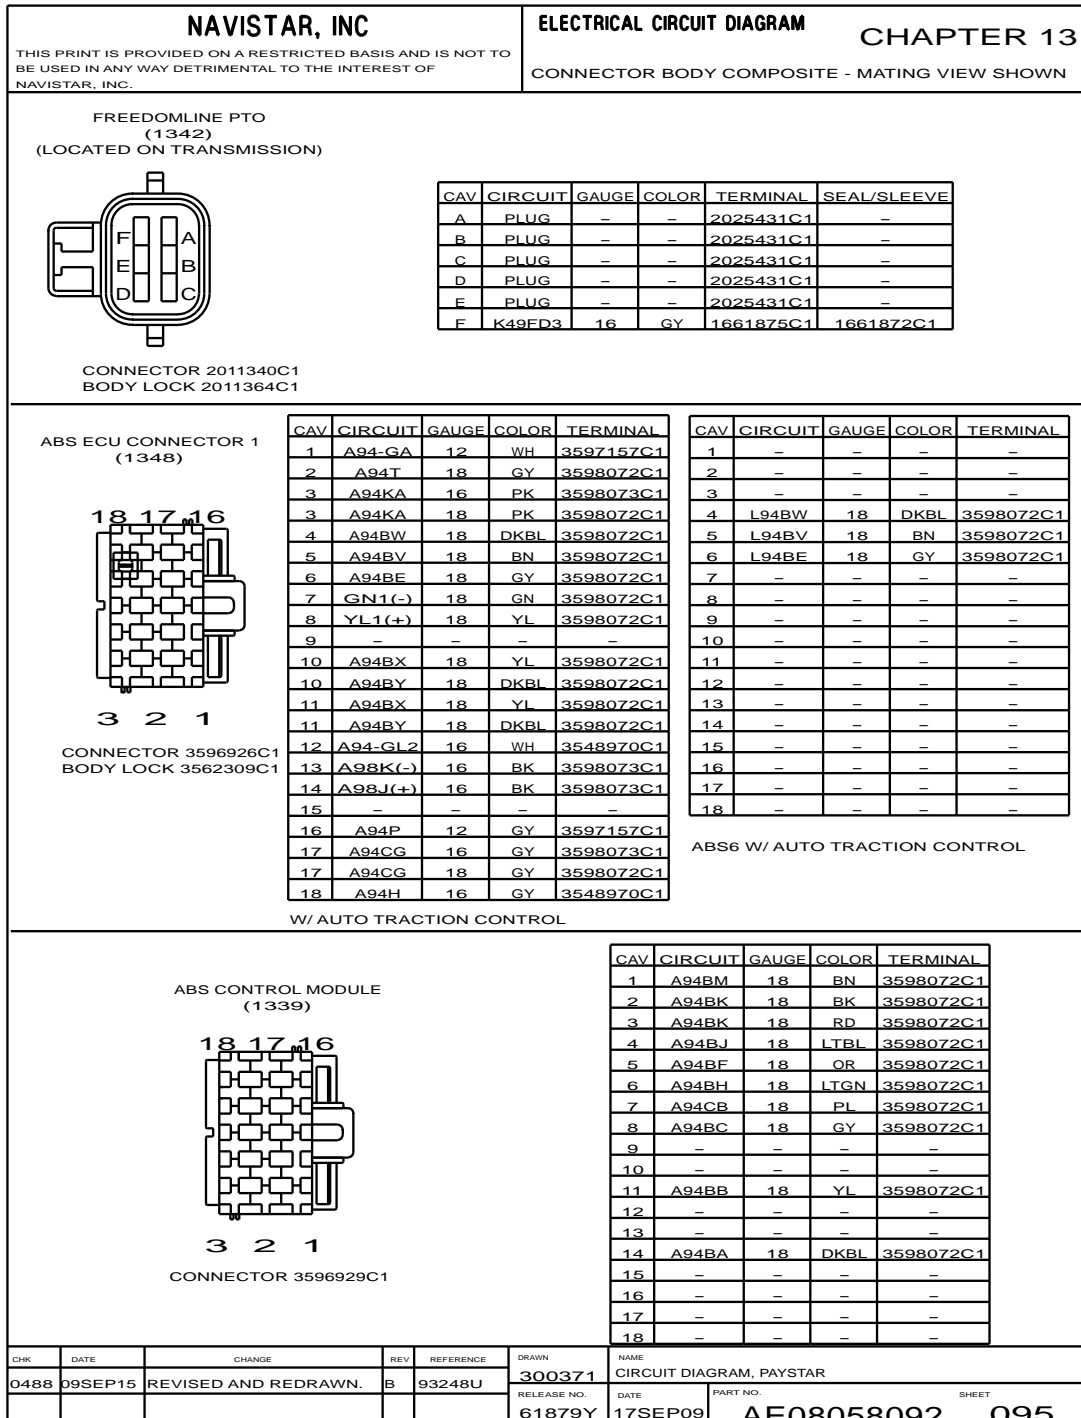 NAVISTAR, INC
THIS PRINT IS PROVIDED ON A RESTRICTED BASIS AND IS NOT TO
BE USED IN ANY WAY DETRIMENTAL TO THE INTEREST OF
NAVISTAR, INC.
ELECTRICAL CIRCUIT DIAGRAM
CHAPTER 13
CONNECTOR BODY COMPOSITE - MATING VIEW SHOWN
FREEDOMLINE PTO
(1342)
(LOCATED ON TRANSMISSION)
F A
E B
D C
CONNECTOR 2011340C1
BODY LOCK 2011364C1
CAV CIRCUIT GAUGE COLOR TERMINAL SEAL/SLEEVE
A PLUG – – 2025431C1 –
B PLUG – – 2025431C1 –
C PLUG – – 2025431C1 –
D PLUG – – 2025431C1 –
E PLUG – – 2025431C1 –
F K49FD3 16 GY 1661875C1 1661872C1
ABS ECU CONNECTOR 1
(1348)
18 17 16
3 2 1
CONNECTOR 3596926C1
BODY LOCK 3562309C1
CAV CIRCUIT GAUGE COLOR TERMINAL
1 A94-GA 12 WH 3597157C1
2 A94T 18 GY 3598072C1
3 A94KA 16 PK 3598073C1
3 A94KA 18 PK 3598072C1
4 A94BW 18 DKBL 3598072C1
5 A94BV 18 BN 3598072C1
6 A94BE 18 GY 3598072C1
7 GN1(-) 18 GN 3598072C1
8 YL1(+) 18 YL 3598072C1
9 – – – –
10 A94BX 18 YL 3598072C1
10 A94BY 18 DKBL 3598072C1
11 A94BX 18 YL 3598072C1
11 A94BY 18 DKBL 3598072C1
12 A94-GL2 16 WH 3548970C1
13 A98K(-) 16 BK 3598073C1
14 A98J(+) 16 BK 3598073C1
15 – – – –
16 A94P 12 GY 3597157C1
17 A94CG 16 GY 3598073C1
17 A94CG 18 GY 3598072C1
18 A94H 16 GY 3548970C1
W/ AUTO TRACTION CONTROL
CAV CIRCUIT GAUGE COLOR TERMINAL
1 – – – –
2 – – – –
3 – – – –
4 L94BW 18 DKBL 3598072C1
5 L94BV 18 BN 3598072C1
6 L94BE 18 GY 3598072C1
7 – – – –
8 – – – –
9 – – – –
10 – – – –
11 – – – –
12 – – – –
13 – – – –
14 – – – –
15 – – – –
16 – – – –
17 – – – –
18 – – – –
ABS6 W/ AUTO TRACTION CONTROL
ABS CONTROL MODULE
(1339)
18 17 16
3 2 1
CONNECTOR 3596929C1
CAV CIRCUIT GAUGE COLOR TERMINAL
1 A94BM 18 BN 3598072C1
2 A94BK 18 BK 3598072C1
3 A94BK 18 RD 3598072C1
4 A94BJ 18 LTBL 3598072C1
5 A94BF 18 OR 3598072C1
6 A94BH 18 LTGN 3598072C1
7 A94CB 18 PL 3598072C1
8 A94BC 18 GY 3598072C1
9 – – – –
10 – – – –
11 A94BB 18 YL 3598072C1
12 – – – –
13 – – – –
14 A94BA 18 DKBL 3598072C1
15 – – – –
16 – – – –
17 – – – –
18 – – – –
CHK DATE CHANGE REV REFERENCE
0488 09SEP15 REVISED AND REDRAWN. B 93248U
DRAWN
300371
NAME
CIRCUIT DIAGRAM, PAYSTAR
RELEASE NO.
61879Y
DATE
17SEP09
PART NO.
AE08058092
SHEET
095